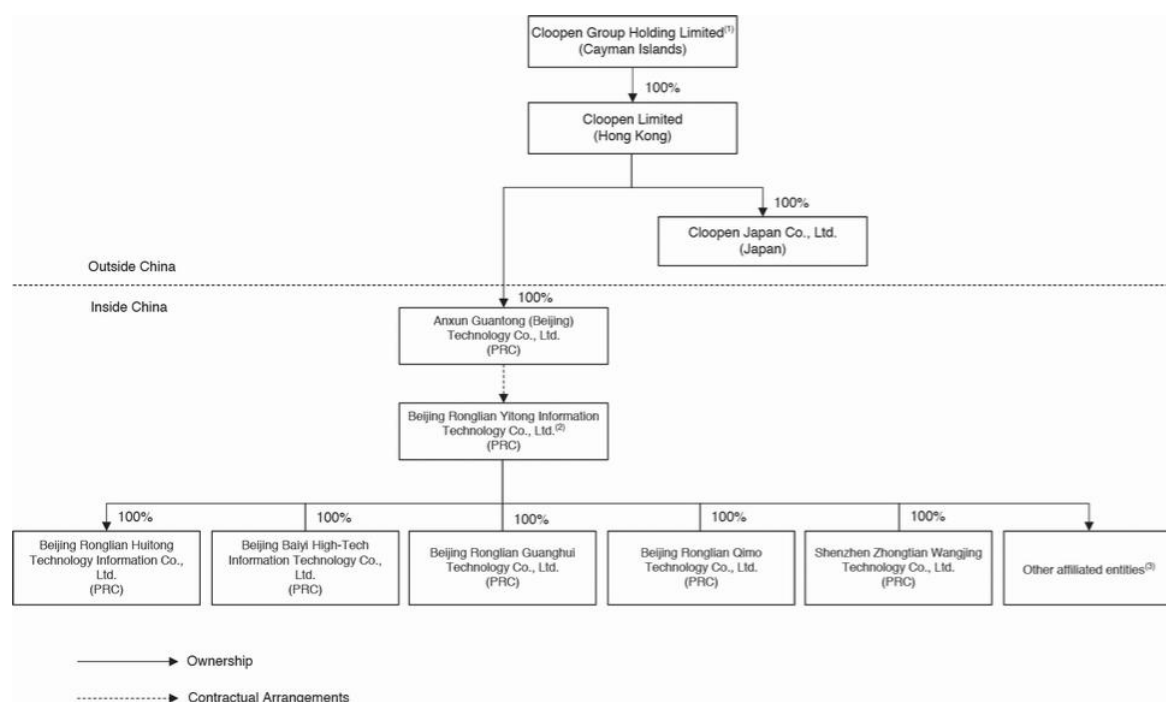 Cloopen Group Holding Limited(1)
(Cayman Islands)
100%
Cloopen Limited
(Hong Kong)
100%
Cloopen Japan Co., Ltd.
(Japan)
Outside China
Inside China
100%
Anxun Guantong (Beijing)
Technology Co., Ltd.
(PRC)
Beijing Ronglian Yitong Information
Technology Co., Ltd.(2)
(PRC)
100%
100%
100%
100%
100%
Beijing Ronglian Huitong
Technology Information Co.,
Ltd.
(PRC)
Beijing Baiyi High-Tech
Information Technology Co.,
Ltd.
(PRC)
Beijing Ronglian Guanghui
Technology Co., Ltd.
(PRC)
Beijing Ronglian Qimo
Technology Co., Ltd.
(PRC)
Shenzhen Zhongtian Wangjing
Technology Co., Ltd.
(PRC)
Other affiliated entities(3)
Ownership
Contractual Arrangements